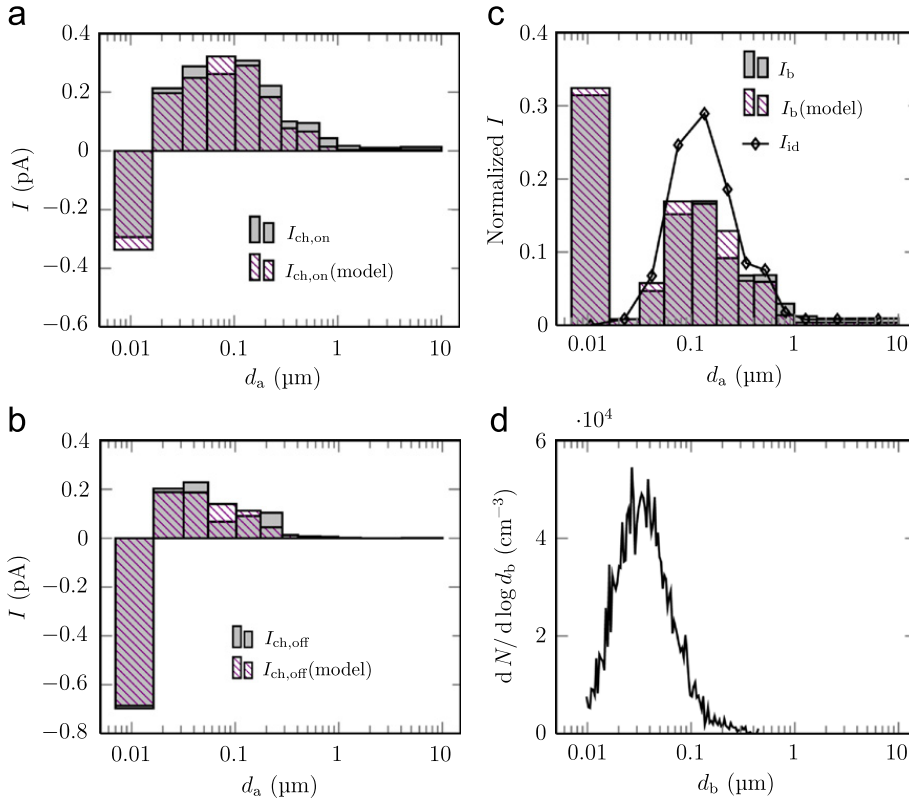 a
0.4
0.2
0
−0.2
−0.4
−0.6
I (pA)
I_ch,on
I_ch,on(model)
0.01 0.1 1 10
d_a (µm)
c
0.4
0.3
0.2
0.1
0
Normalized I
I_b
I_b(model)
I_id
0.01 0.1 1 10
d_a (µm)
b
0.4
0.2
0
−0.2
−0.4
−0.6
−0.8
I (pA)
I_ch,off
I_ch,off(model)
0.01 0.1 1 10
d_a (µm)
d
·10⁴
6
4
2
0
d N/ d log d_b (cm⁻³)
0.01 0.1 1 10
d_b (µm)